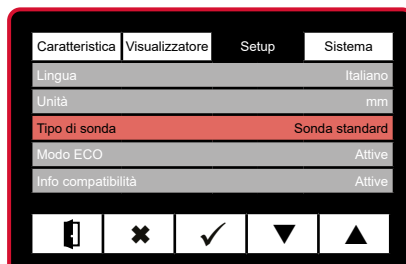 Caratteristica Visualizzatore Setup Sistema
Lingua Italiano
Unità mm
Tipo di sonda Sonda standard
Modo ECO Attive
Info compatibilità Attive